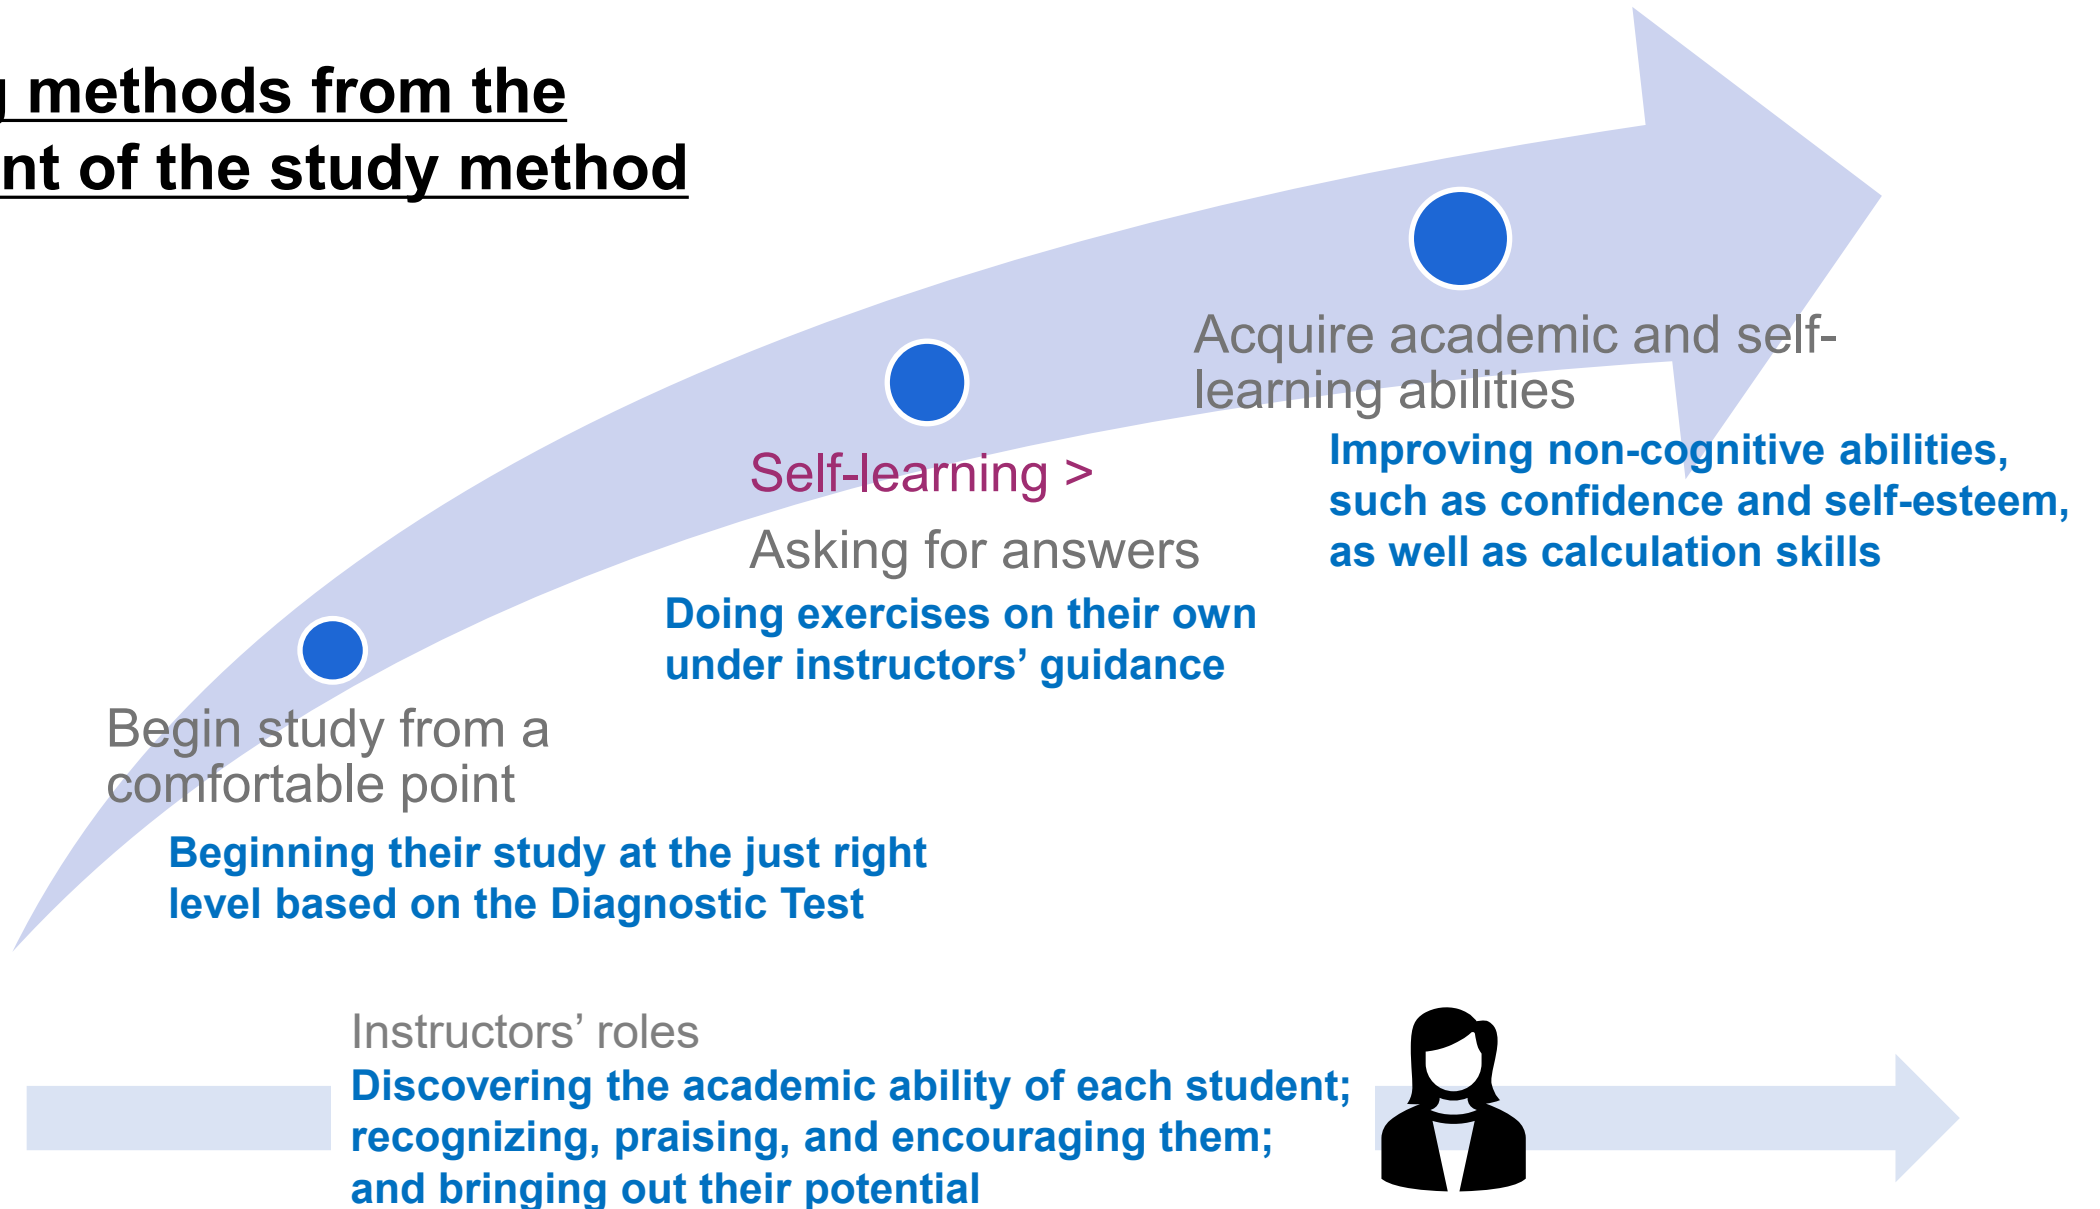 methods from the
of the study method
Acquire academic and self-
learning abilities
Improving non-cognitive abilities,
such as confidence and self-esteem,
as well as calculation skills
Self-learning >
Asking for answers
Doing exercises on their own
under instructors’ guidance
Begin study from a
comfortable point
Beginning their study at the just right
level based on the Diagnostic Test
Instructors’ roles
Discovering the academic ability of each student;
recognizing, praising, and encouraging them;
and bringing out their potential